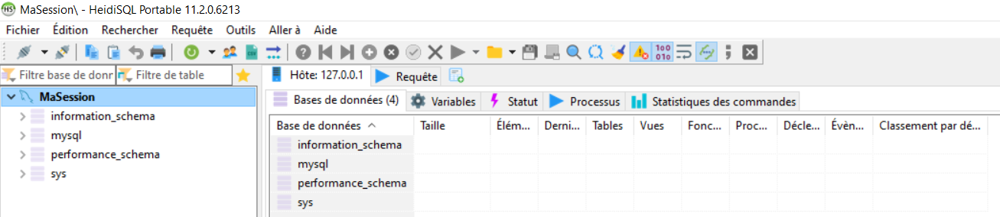 MaSession\ - HeidiSQL Portable 11.2.0.6213
Fichier Édition Rechercher Requête Outils Aller à Aide
Filtre base de donr Filtre de table Hôte: 127.0.0.1 Requête
MaSession Bases de données (4) Variables Statut Processus Statistiques des commandes
information_schema Base de données Taille Élém... Derni... Tables Vues Fonc... Proc... Décle... Évèn... Classement par dé...
mysql information_schema
performance_schema mysql
sys performance_schema
sys